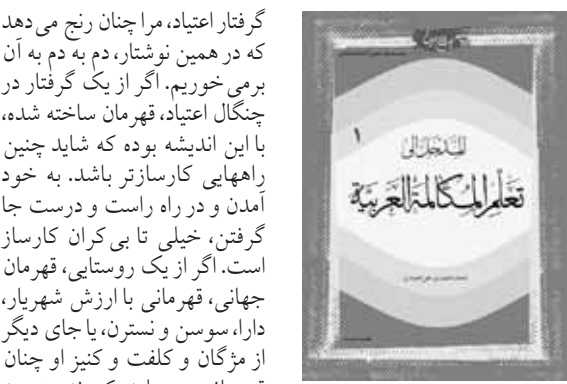 گرفتار اعتیاد، مرا چنان رنج می‌دهد
که در همین نوشتار، دم به دم به آن
برمی‌خوریم. اگر از یک گرفتار در
چنگال اعتیاد، قهرمان ساخته شده،
با این اندیشه بوده که شاید چنین
راههایی کارسازتر باشد. به خود
آمدن و در راه راست و درست جا
گرفتن، خیلی تا بی‌کران کارساز
است. اگر از یک روستایی، قهرمان
جهانی، قهرمانی با ارزش شهریار،
دارا، سوسن و نسترن، یا جای دیگر
از مژگان و کلفت و کنیز او چنان
۱
المدخل إلى
تعلم المكالمة العربية